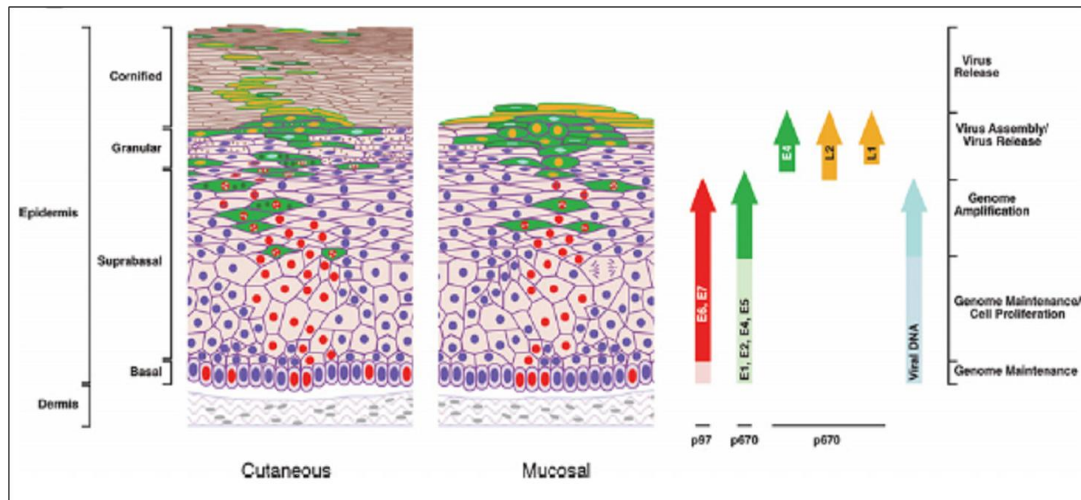 Epidermis
Dermis
Cornified
Granular
Suprabasal
Basal
Cutaneous
Mucosal
E6, E7
E1, E2, E4, E5
E4
L2
L1
Viral DNA
p97
p670
p670
Virus
Release
Virus Assembly/
Virus Release
Genome
Amplification
Genome Maintenance/
Cell Proliferation
Genome Maintenance